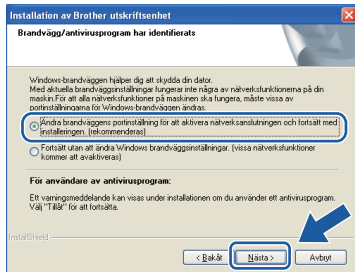 Installation av Brother utskriftsenhet
Brandvägg/antivirusprogram har identifierats
Windows-brandväggen hjälper dig att skydda din dator.
Med aktuella brandväggsinställningar fungerar inte några av nätverksfunktionerna på din
maskin.För att alla nätverksfunktioner på maskinen ska fungera, måste vissa av
portinställningarna för Windows-brandväggen ändras.
Ändra brandväggens portinställning för att aktivera nätverksanslutningen och fortsätt med
installeringen. (rekommenderas)
Fortsätt utan att ändra Windows brandväggsinställningar. (vissa nätverksfunktioner
kommer att avaktiveras)
För användare av antivirusprogram:
Ett varningsmeddelande kan visas under installationen om du använder ett antivirusprogram.
Välj "Tillåt" för att fortsätta.
InstallShield
< Bakåt
Nästa >
Avbryt